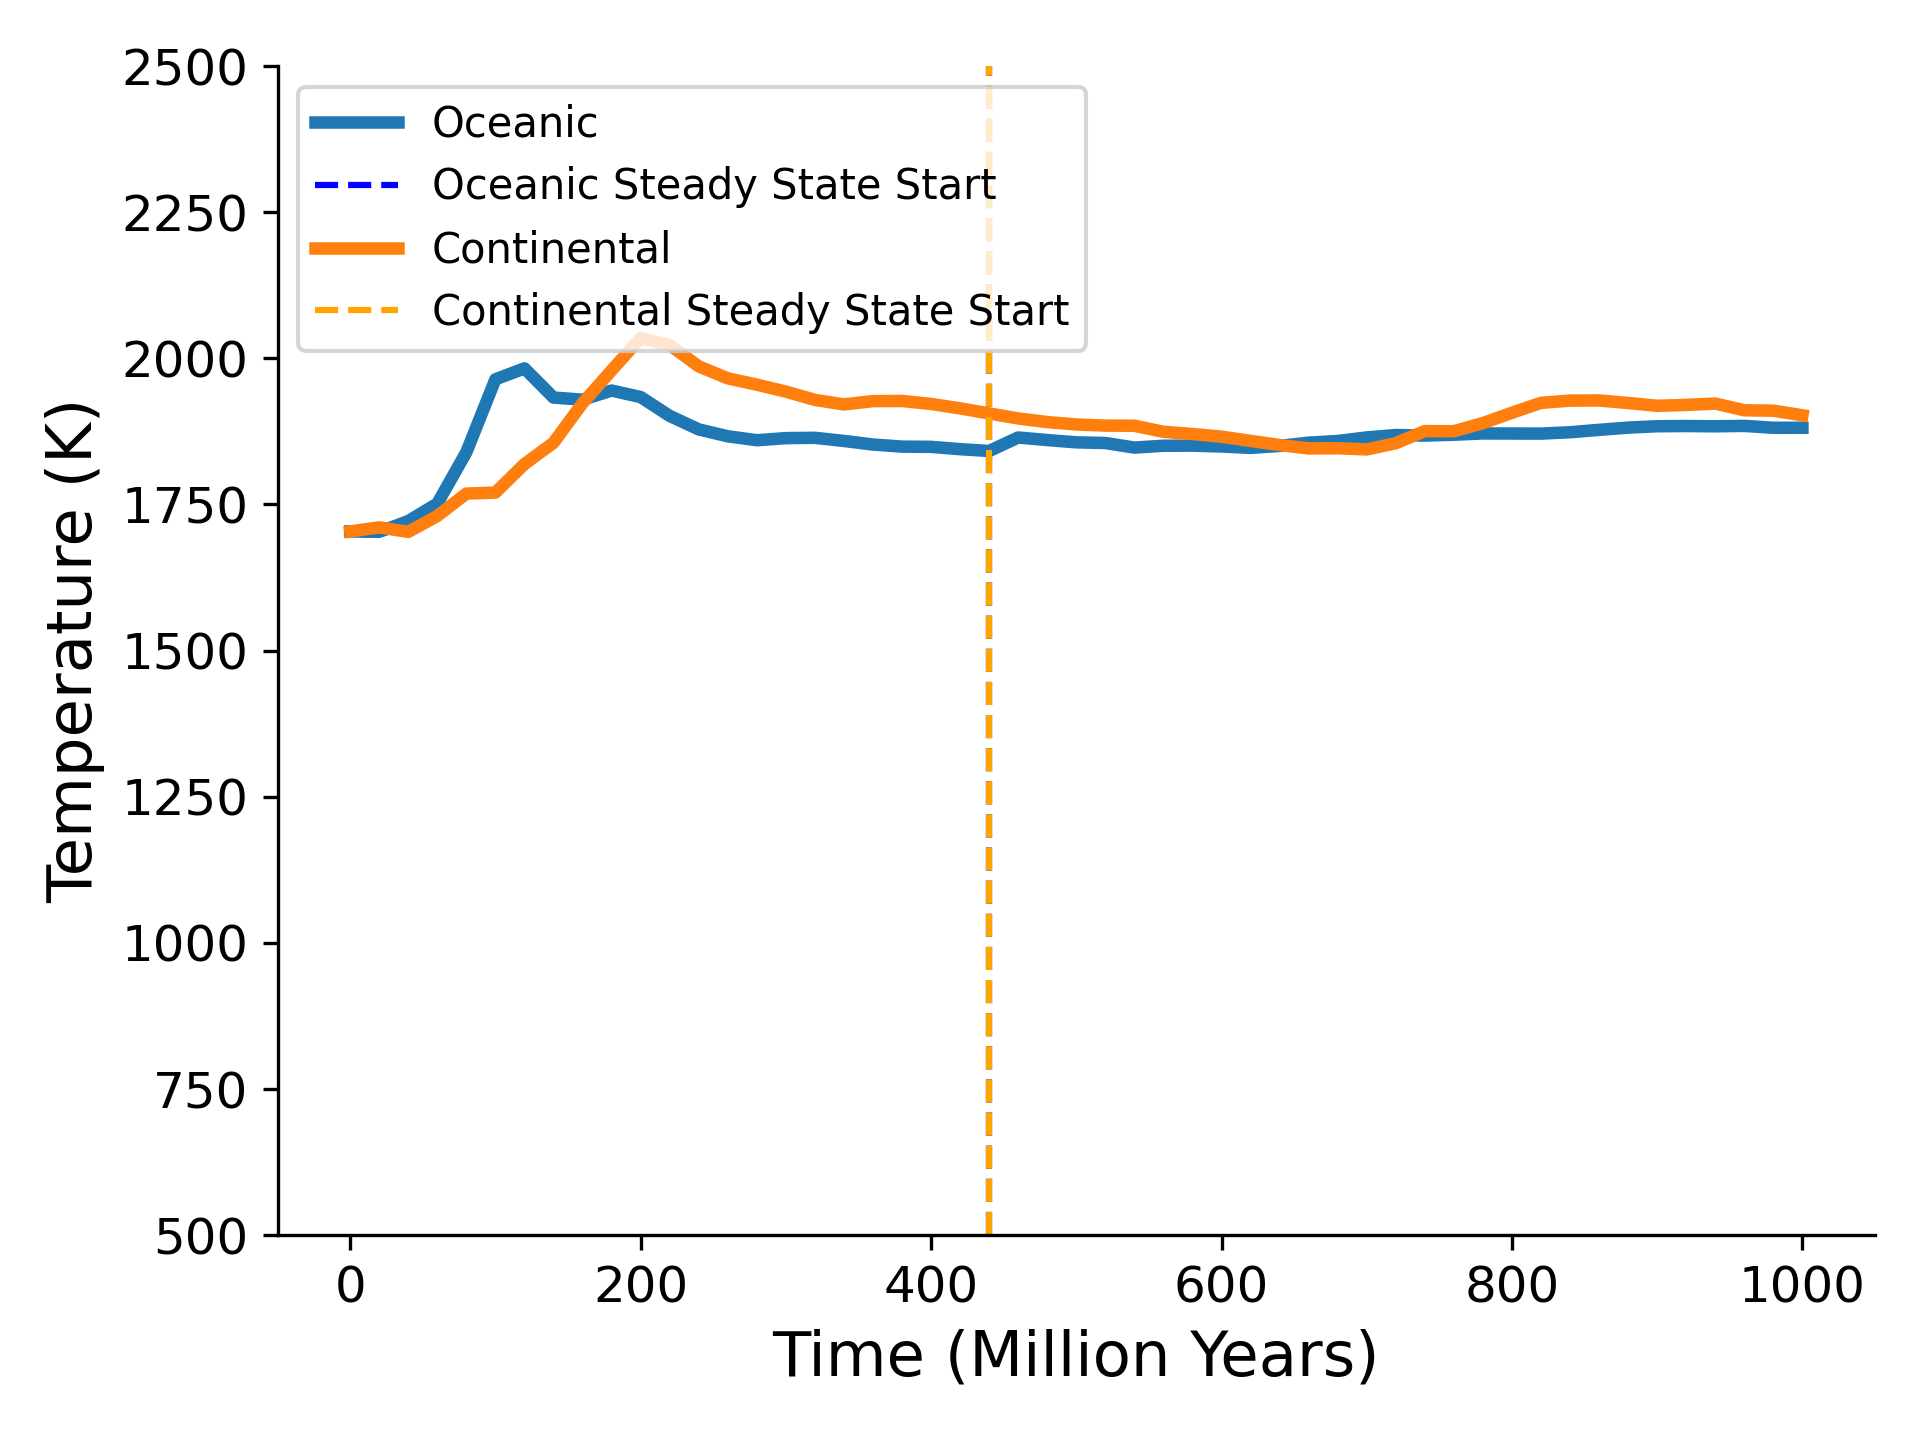 2500
2250
2000
1750
1500
1250
1000
750
500
Temperature (K)
Oceanic
Oceanic Steady State Start
Continental
Continental Steady State Start
0 200 400 600 800 1000
Time (Million Years)